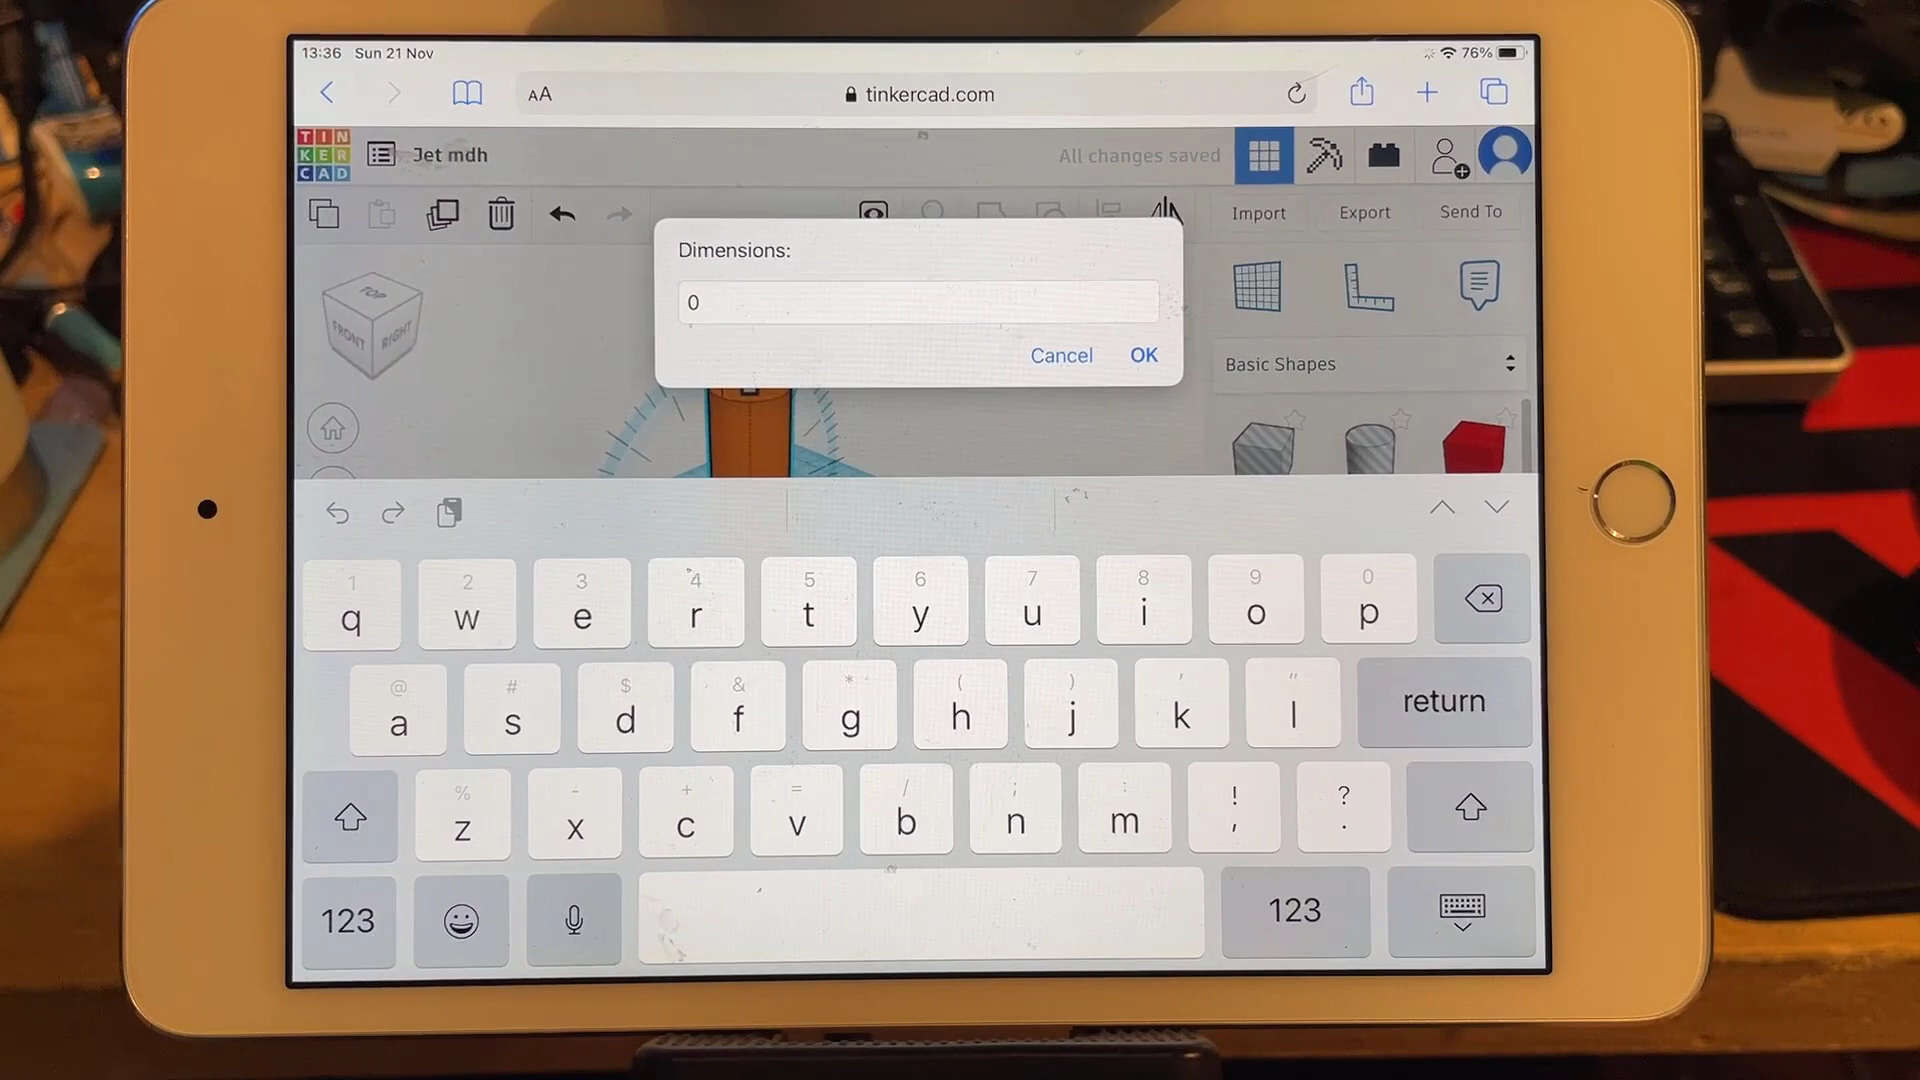 13:36 Sun 21 Nov 76%
AA tinkercad.com
TIN
KER
CAD
Jet mdh All changes saved
Import Export Send To
Dimensions:
0
Cancel OK
TOP
FRONT RIGHT
Basic Shapes
1 2 3 4 5 6 7 8 9 0
q w e r t y u i o p
@ # $ & * ( ) ' "
a s d f g h j k l return
% - + = / ; : ! ?
z x c v b n m , .
123 123